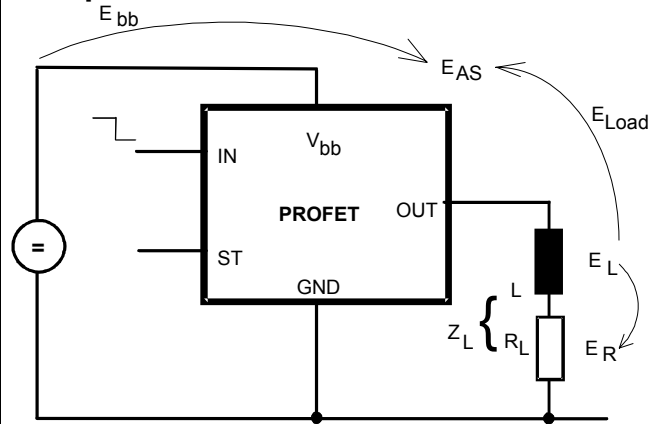 E bb
E AS
E Load
V bb
IN
PROFET
OUT
=
ST
GND
E L
L
Z L {
R L
E R